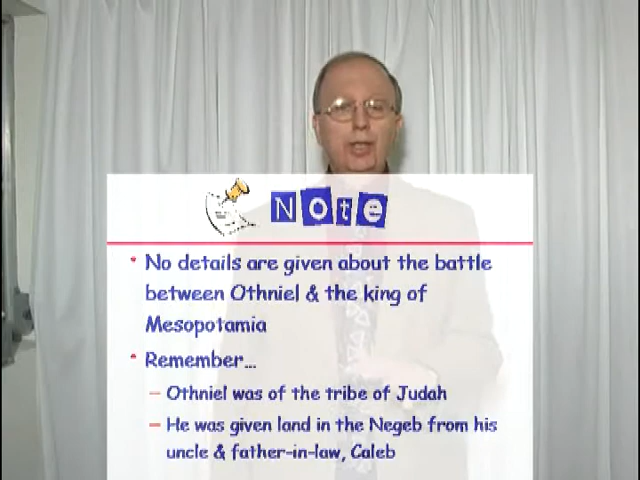 Note
• No details are given about the battle
between Othniel & the king of
Mesopotamia
• Remember...
– Othniel was of the tribe of Judah
– He was given land in the Negeb from his
uncle & father-in-law, Caleb